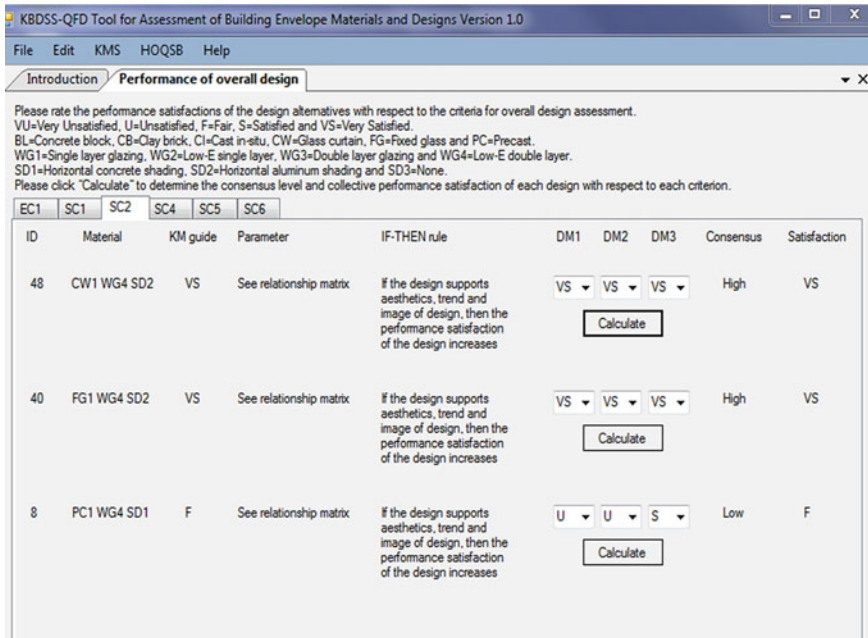 KBDSS-QFD Tool for Assessment of Building Envelope Materials and Designs Version 1.0
File Edit KMS HOQSB Help
Introduction Performance of overall design
Please rate the performance satisfactions of the design alternatives with respect to the criteria for overall design assessment.
VU=Very Unsatisfied, U=Unsatisfied, F=Fair, S=Satisfied and VS=Very Satisfied.
BL=Concrete block, CB=Clay brick, CI=Cast in-situ, CW=Glass curtain, FG=Fixed glass and PC=Precast.
WG1=Single layer glazing, WG2=Low-E single layer, WG3=Double layer glazing and WG4=Low-E double layer.
SD1=Horizontal concrete shading, SD2=Horizontal aluminum shading and SD3=None.
Please click "Calculate" to determine the consensus level and collective performance satisfaction of each design with respect to each criterion.
EC1 SC1 SC2 SC4 SC5 SC6
ID Material KM guide Parameter IF-THEN rule DM1 DM2 DM3 Consensus Satisfaction
48 CW1 WG4 SD2 VS See relationship matrix If the design supports VS VS VS High VS
aesthetics, trend and
image of design, then the
performance satisfaction
of the design increases
Calculate
40 FG1 WG4 SD2 VS See relationship matrix If the design supports VS VS VS High VS
aesthetics, trend and
image of design, then the
performance satisfaction
of the design increases
Calculate
8 PC1 WG4 SD1 F See relationship matrix If the design supports U U S Low F
aesthetics, trend and
image of design, then the
performance satisfaction
of the design increases
Calculate